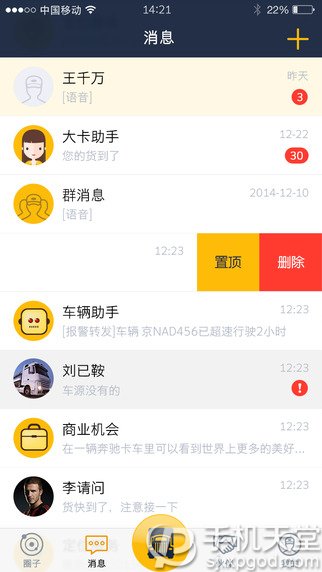 中国移动
14:21
22%
消息
王千万
昨天
[语音]
3
大卡助手
12-22
您的货到了
30
群消息
2014-12-10
[语音]
12:23
置顶
删除
车辆助手
12:23
[报警转发]车辆 京NAD456已超速行驶2小时
刘已鞍
12:23
车源没有的
商业机会
12:23
在一辆奔驰卡车里可以看到世界上更多的美好...
李请问
12:23
货快到了，注意接一下
圈子
消息
手机天堂
sxpgod.com